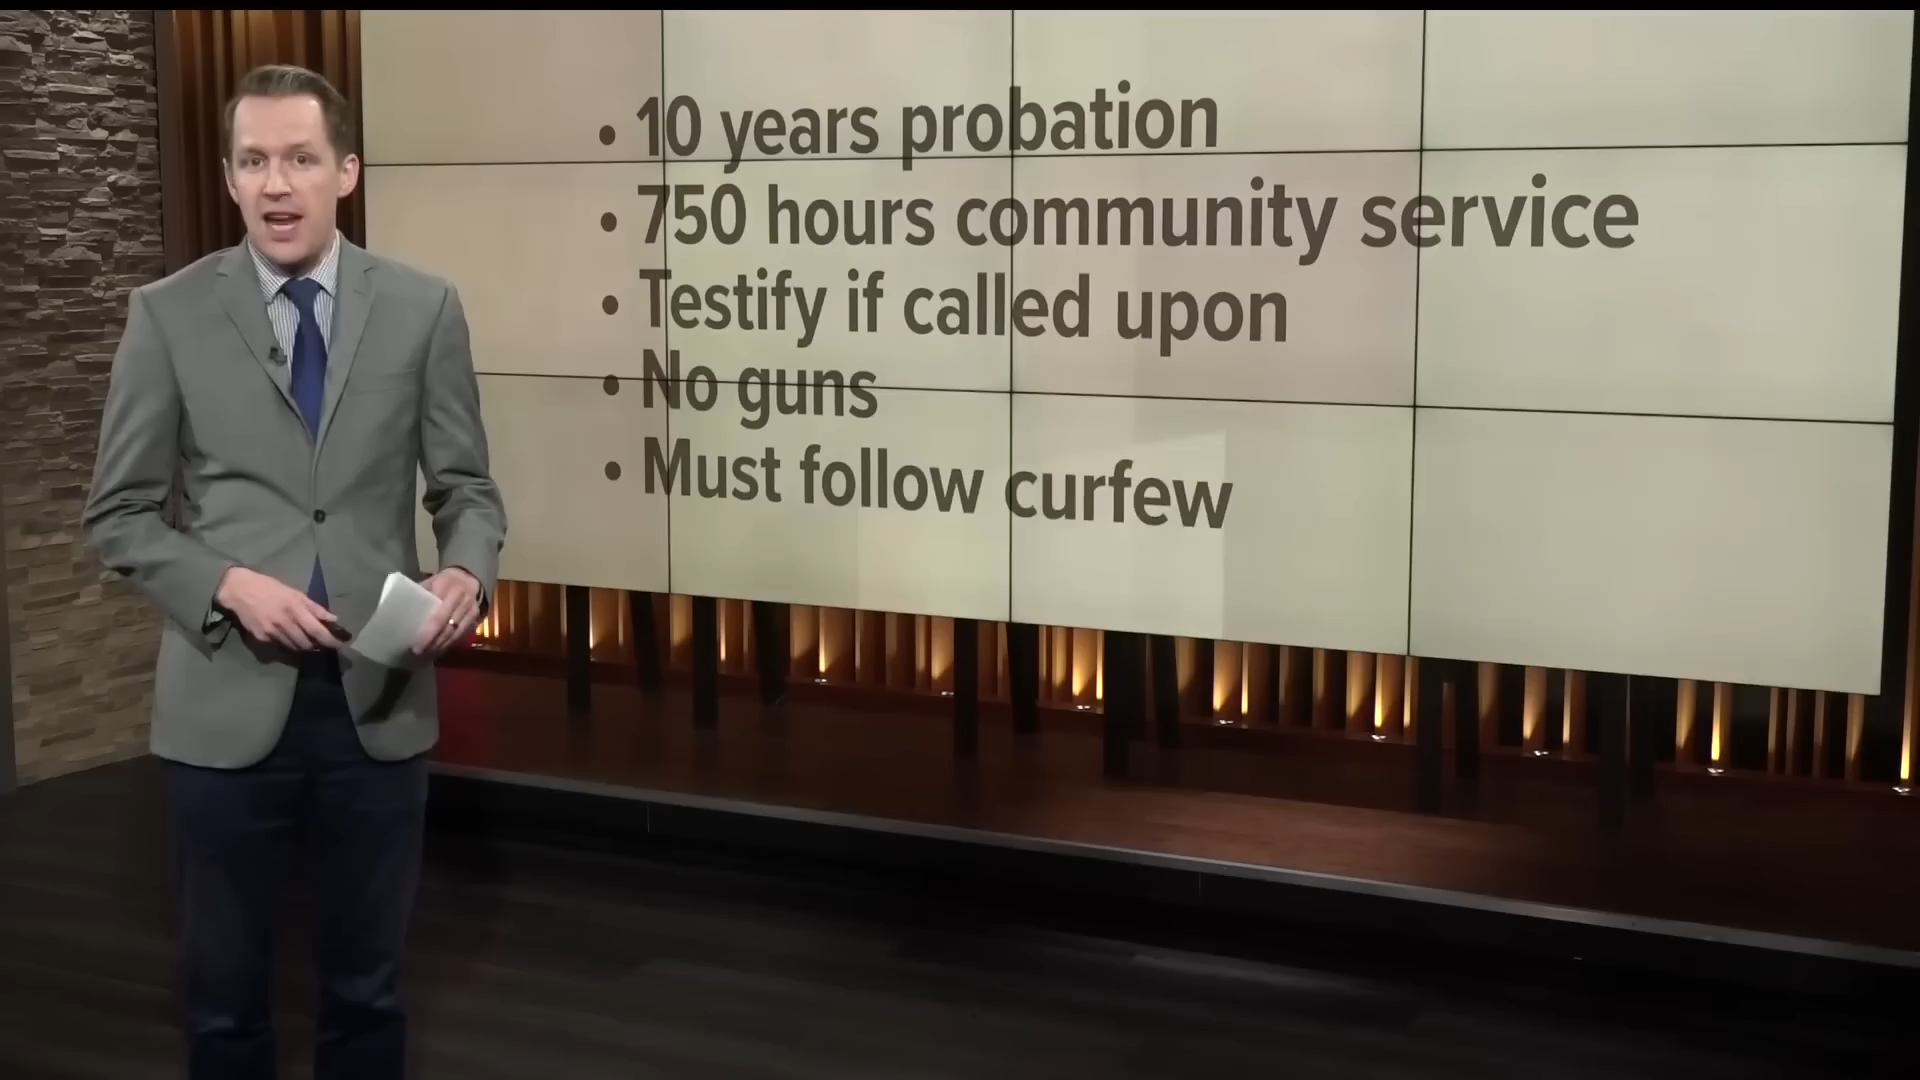 • 10 years probation
• 750 hours community service
• Testify if called upon
• No guns
• Must follow curfew